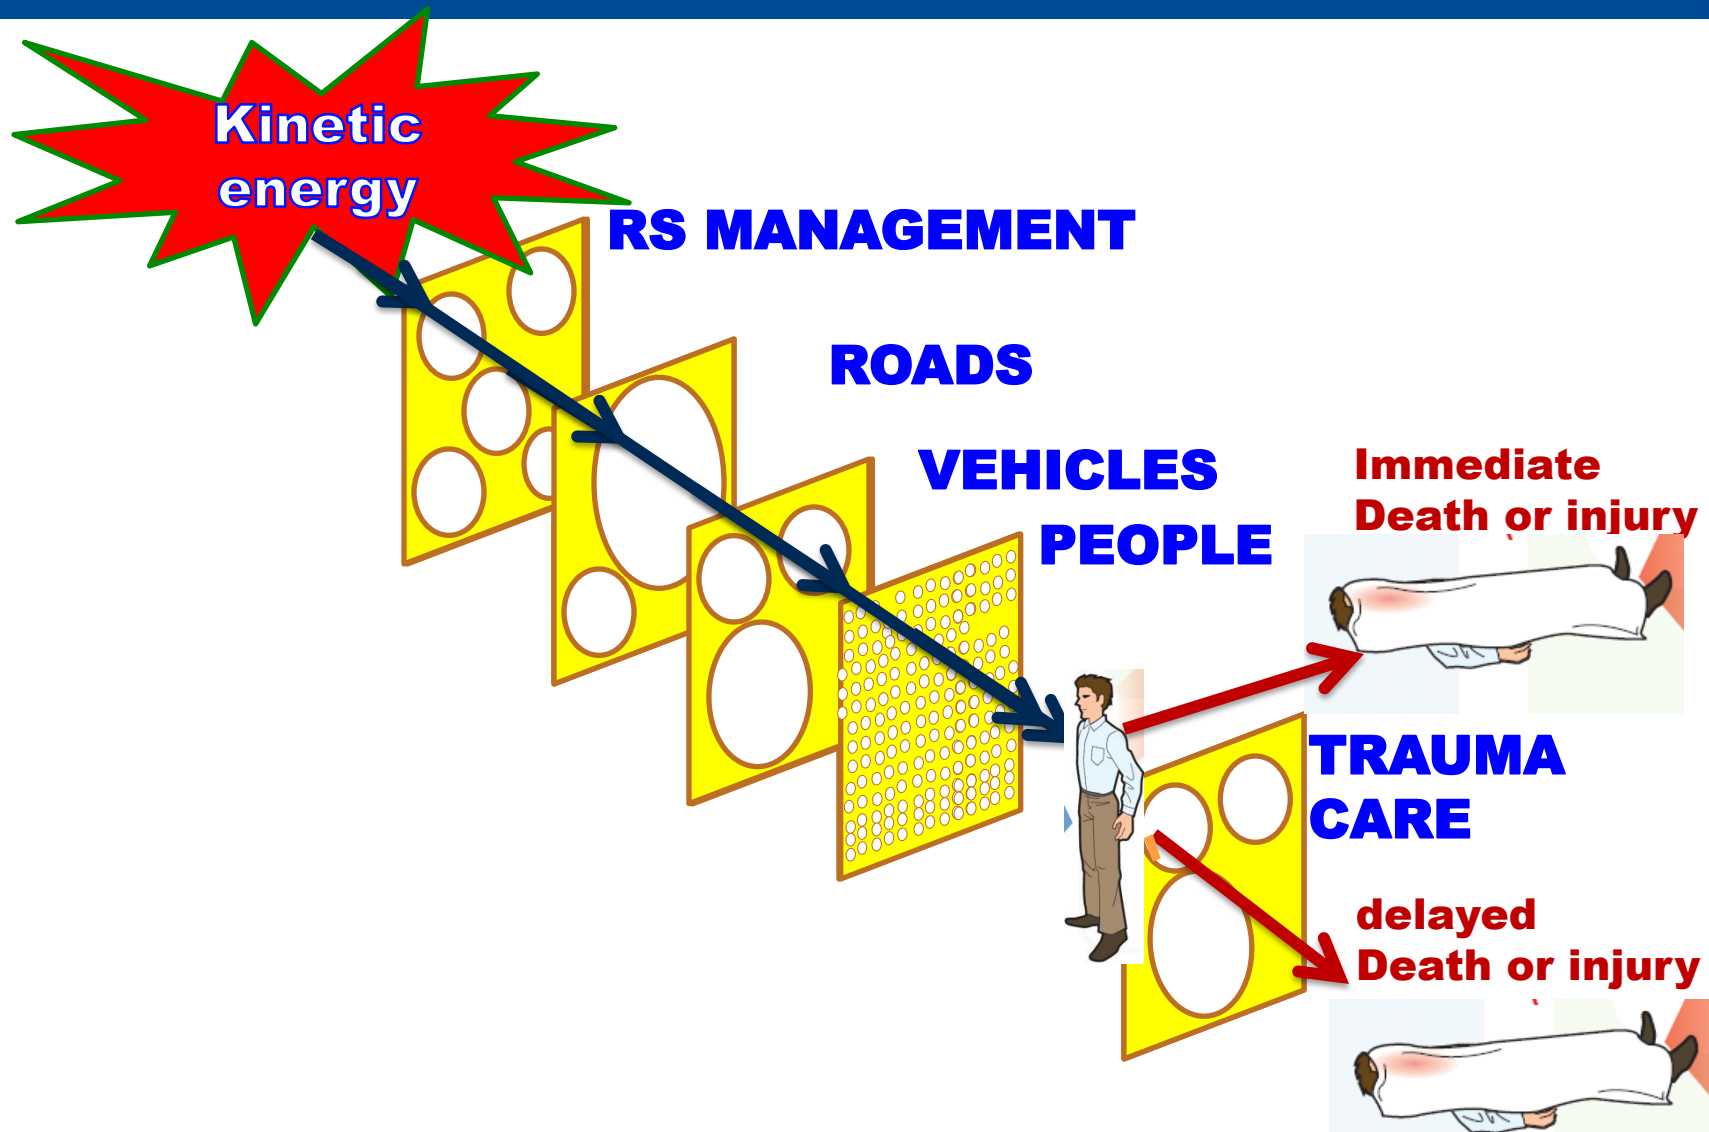 Kinetic
energy
RS MANAGEMENT
ROADS
VEHICLES
PEOPLE
Immediate
Death or injury
TRAUMA
CARE
delayed
Death or injury